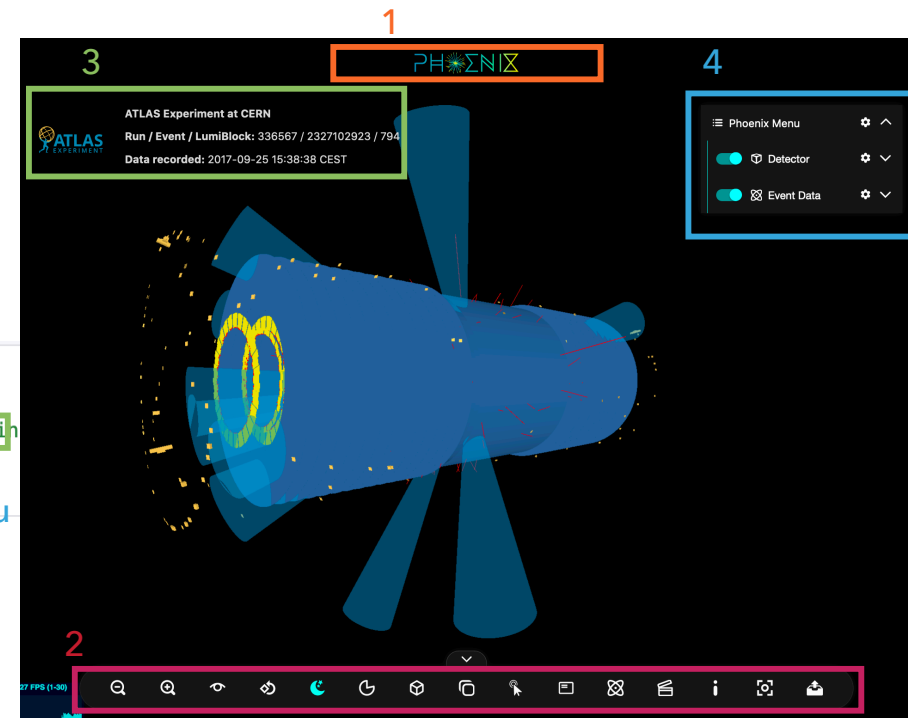 1
PHOENIX
3
4
ATLAS
EXPERIMENT
ATLAS Experiment at CERN
Run / Event / LumiBlock: 336567 / 2327102923 / 794
Data recorded: 2017-09-25 15:38:38 CEST
Phoenix Menu
Detector
Event Data
in
u
2
27 FPS (1-30)